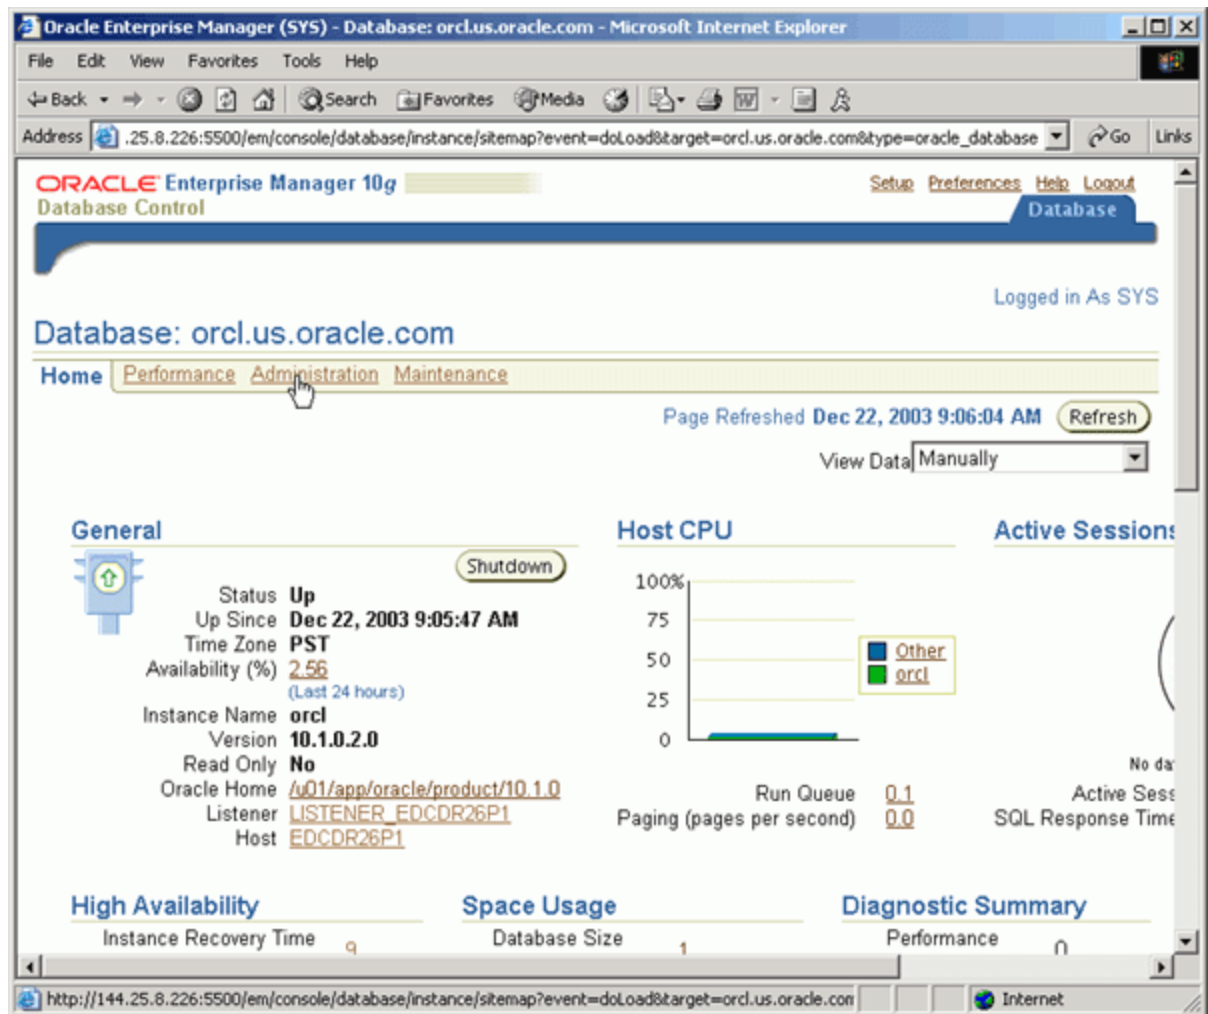 Oracle Enterprise Manager (SYS) - Database: orcl.us.oracle.com - Microsoft Internet Explorer
File Edit View Favorites Tools Help
Back Search Favorites Media
Address .25.8.226:5500/em/console/database/instance/sitemap?event=doLoad&target=orcl.us.oracle.com&type=oracle_database Go Links
ORACLE Enterprise Manager 10g
Setup Preferences Help Logout
Database Control
Database
Logged in As SYS
Database: orcl.us.oracle.com
Home Performance Administration Maintenance
Page Refreshed Dec 22, 2003 9:06:04 AM Refresh
View Data Manually
General
Shutdown
Status Up
Up Since Dec 22, 2003 9:05:47 AM
Time Zone PST
Availability (%) 2.56
(Last 24 hours)
Instance Name orcl
Version 10.1.0.2.0
Read Only No
Oracle Home /u01/app/oracle/product/10.1.0
Listener LISTENER_EDCDR26P1
Host EDCDR26P1
Host CPU
100%
75
50
25
0
Other
orcl
Run Queue 0.1
Paging (pages per second) 0.0
Active Sessions
No da
Active Sess
SQL Response Time
High Availability
Instance Recovery Time 9
Space Usage
Database Size 1
Diagnostic Summary
Performance 0
http://144.25.8.226:5500/em/console/database/instance/sitemap?event=doLoad&target=orcl.us.oracle.com
Internet